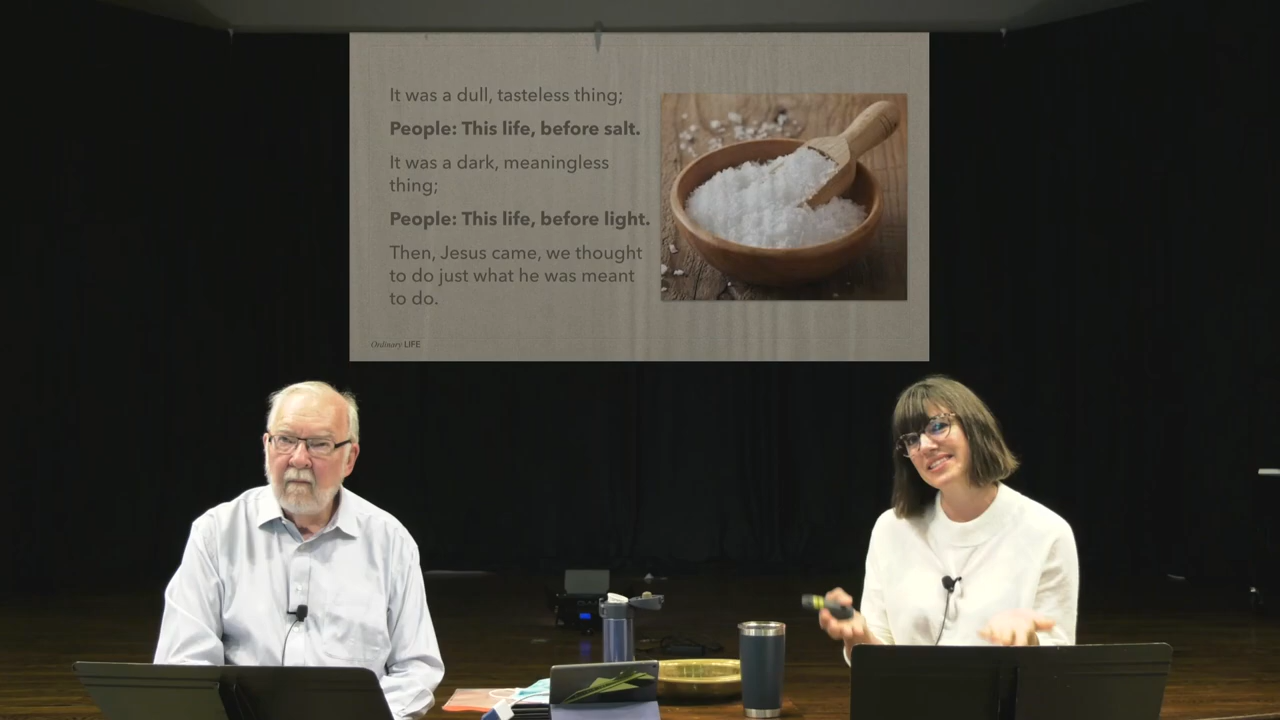 It was a dull, tasteless thing;
People: This life, before salt.
It was a dark, meaningless
thing;
People: This life, before light.
Then, Jesus came, we thought
to do just what he was meant
to do.
Ordinary LIFE